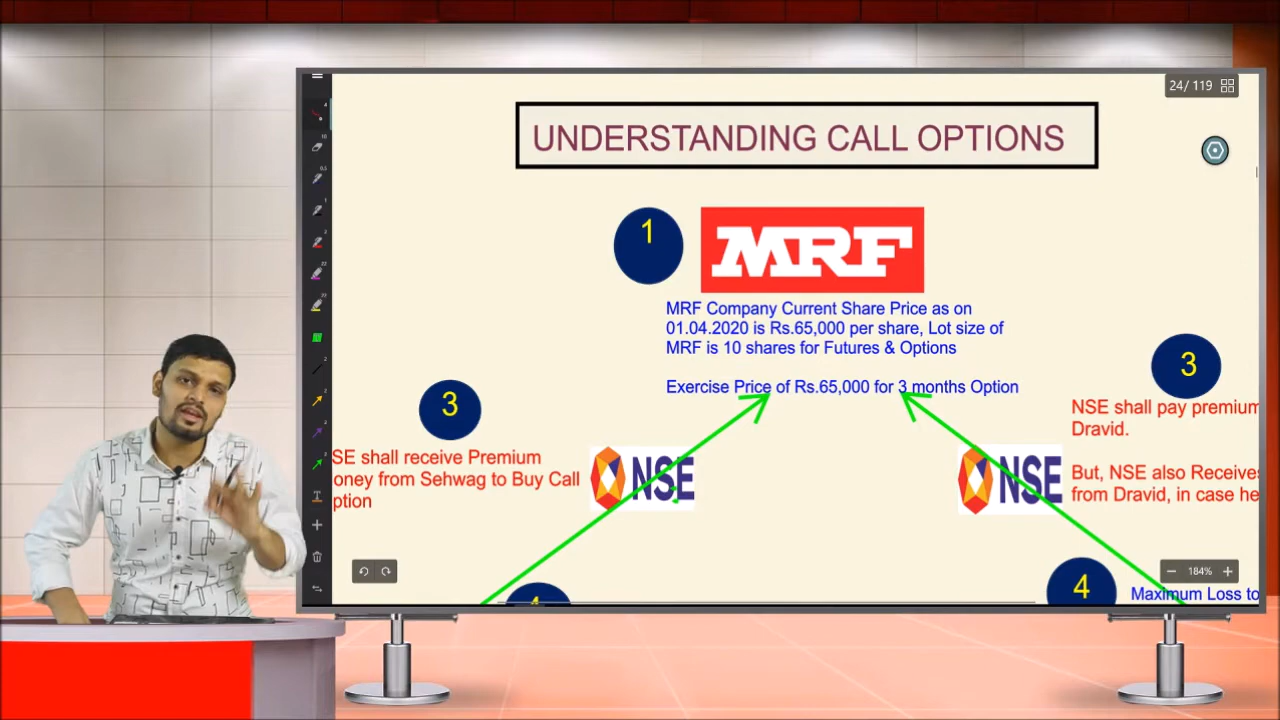 24/ 119
UNDERSTANDING CALL OPTIONS
1
MRF
MRF Company Current Share Price as on
01.04.2020 is Rs.65,000 per share, Lot size of
MRF is 10 shares for Futures & Options
Exercise Price of Rs.65,000 for 3 months Option
3
SE shall receive Premium
oney from Sehwag to Buy Call
ption
NSE
NSE
3
NSE shall pay premium
Dravid.
But, NSE also Receives
from Dravid, in case he
4
4
Maximum Loss to
184%